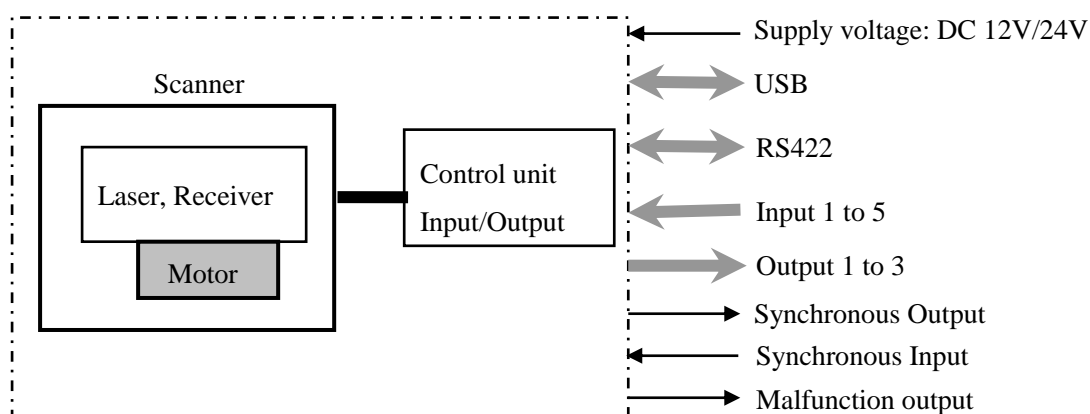 Supply voltage: DC 12V/24V
Scanner
USB
RS422
Laser, Receiver
Control unit
Input/Output
Input 1 to 5
Motor
Output 1 to 3
Synchronous Output
Synchronous Input
Malfunction output